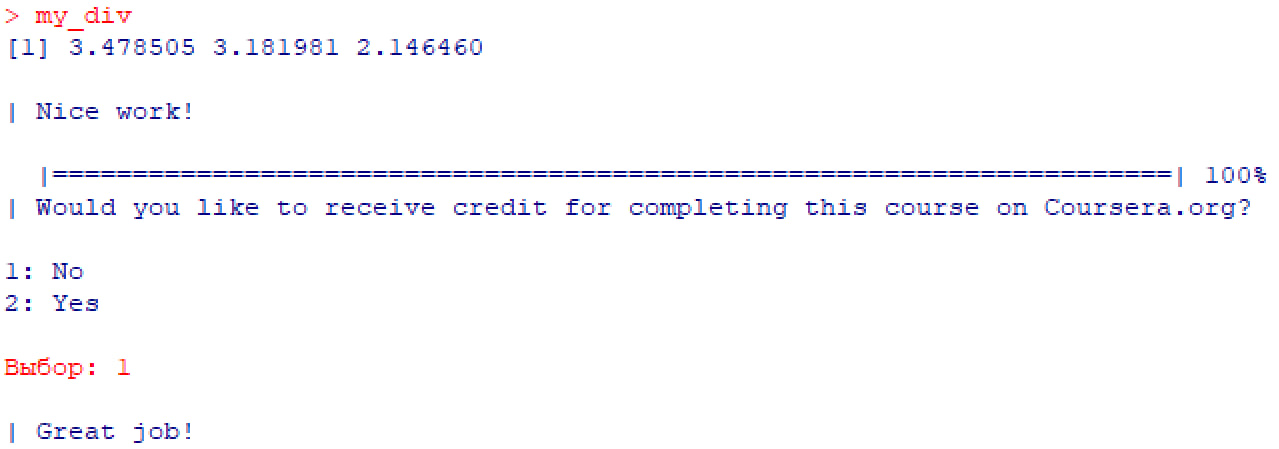 > my_div
[1] 3.478505 3.181981 2.146460
| Nice work!
|======================================================================| 100%
| Would you like to receive credit for completing this course on Coursera.org?
1: No
2: Yes
Выбор: 1
| Great job!